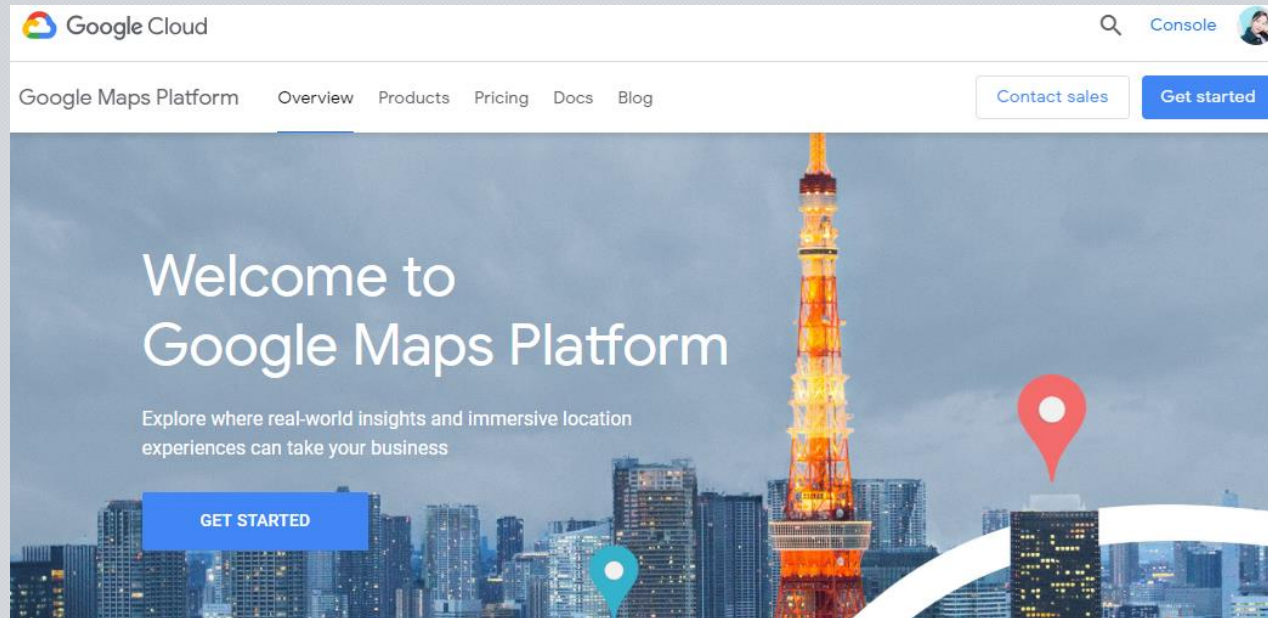 Google Cloud
Console
Google Maps Platform
Overview
Products
Pricing
Docs
Blog
Contact sales
Get started
Welcome to
Google Maps Platform
Explore where real-world insights and immersive location
experiences can take your business
GET STARTED